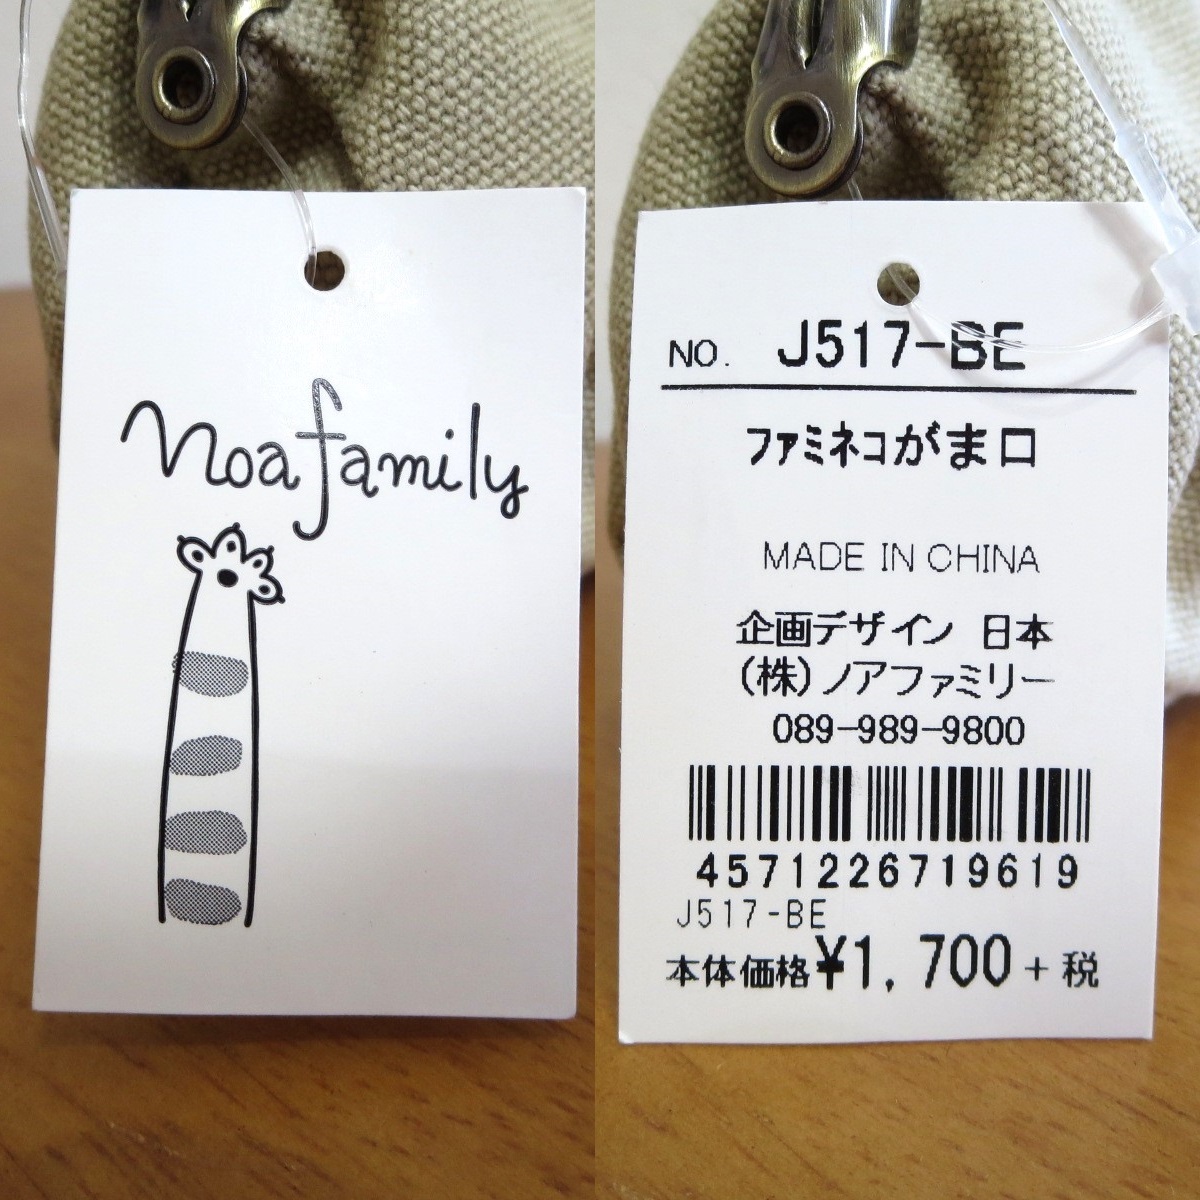 noafamily
NO. J517-BE
ファミネコがま口
MADE IN CHINA
企画デザイン 日本
(株)ノアファミリー
089-989-9800
4571226719619
J517-BE
本体価格¥1,700+税